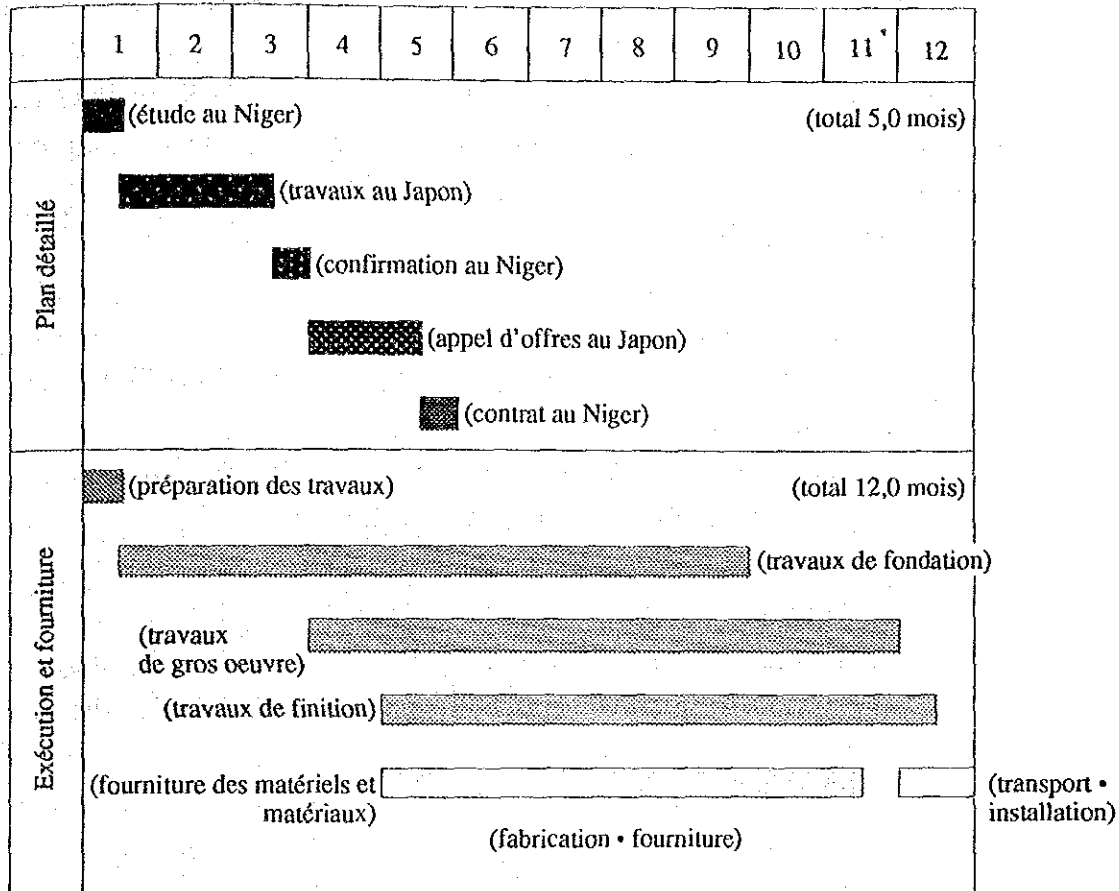 1 2 3 4 5 6 7 8 9 10 11 12
Plan détaillé
(étude au Niger) (total 5,0 mois)
(travaux au Japon)
(confirmation au Niger)
(appel d'offres au Japon)
(contrat au Niger)
Exécution et fourniture
(préparation des travaux) (total 12,0 mois)
(travaux de fondation)
(travaux
de gros oeuvre)
(travaux de finition)
(fourniture des matériels et
matériaux)
(fabrication • fourniture)
(transport •
installation)